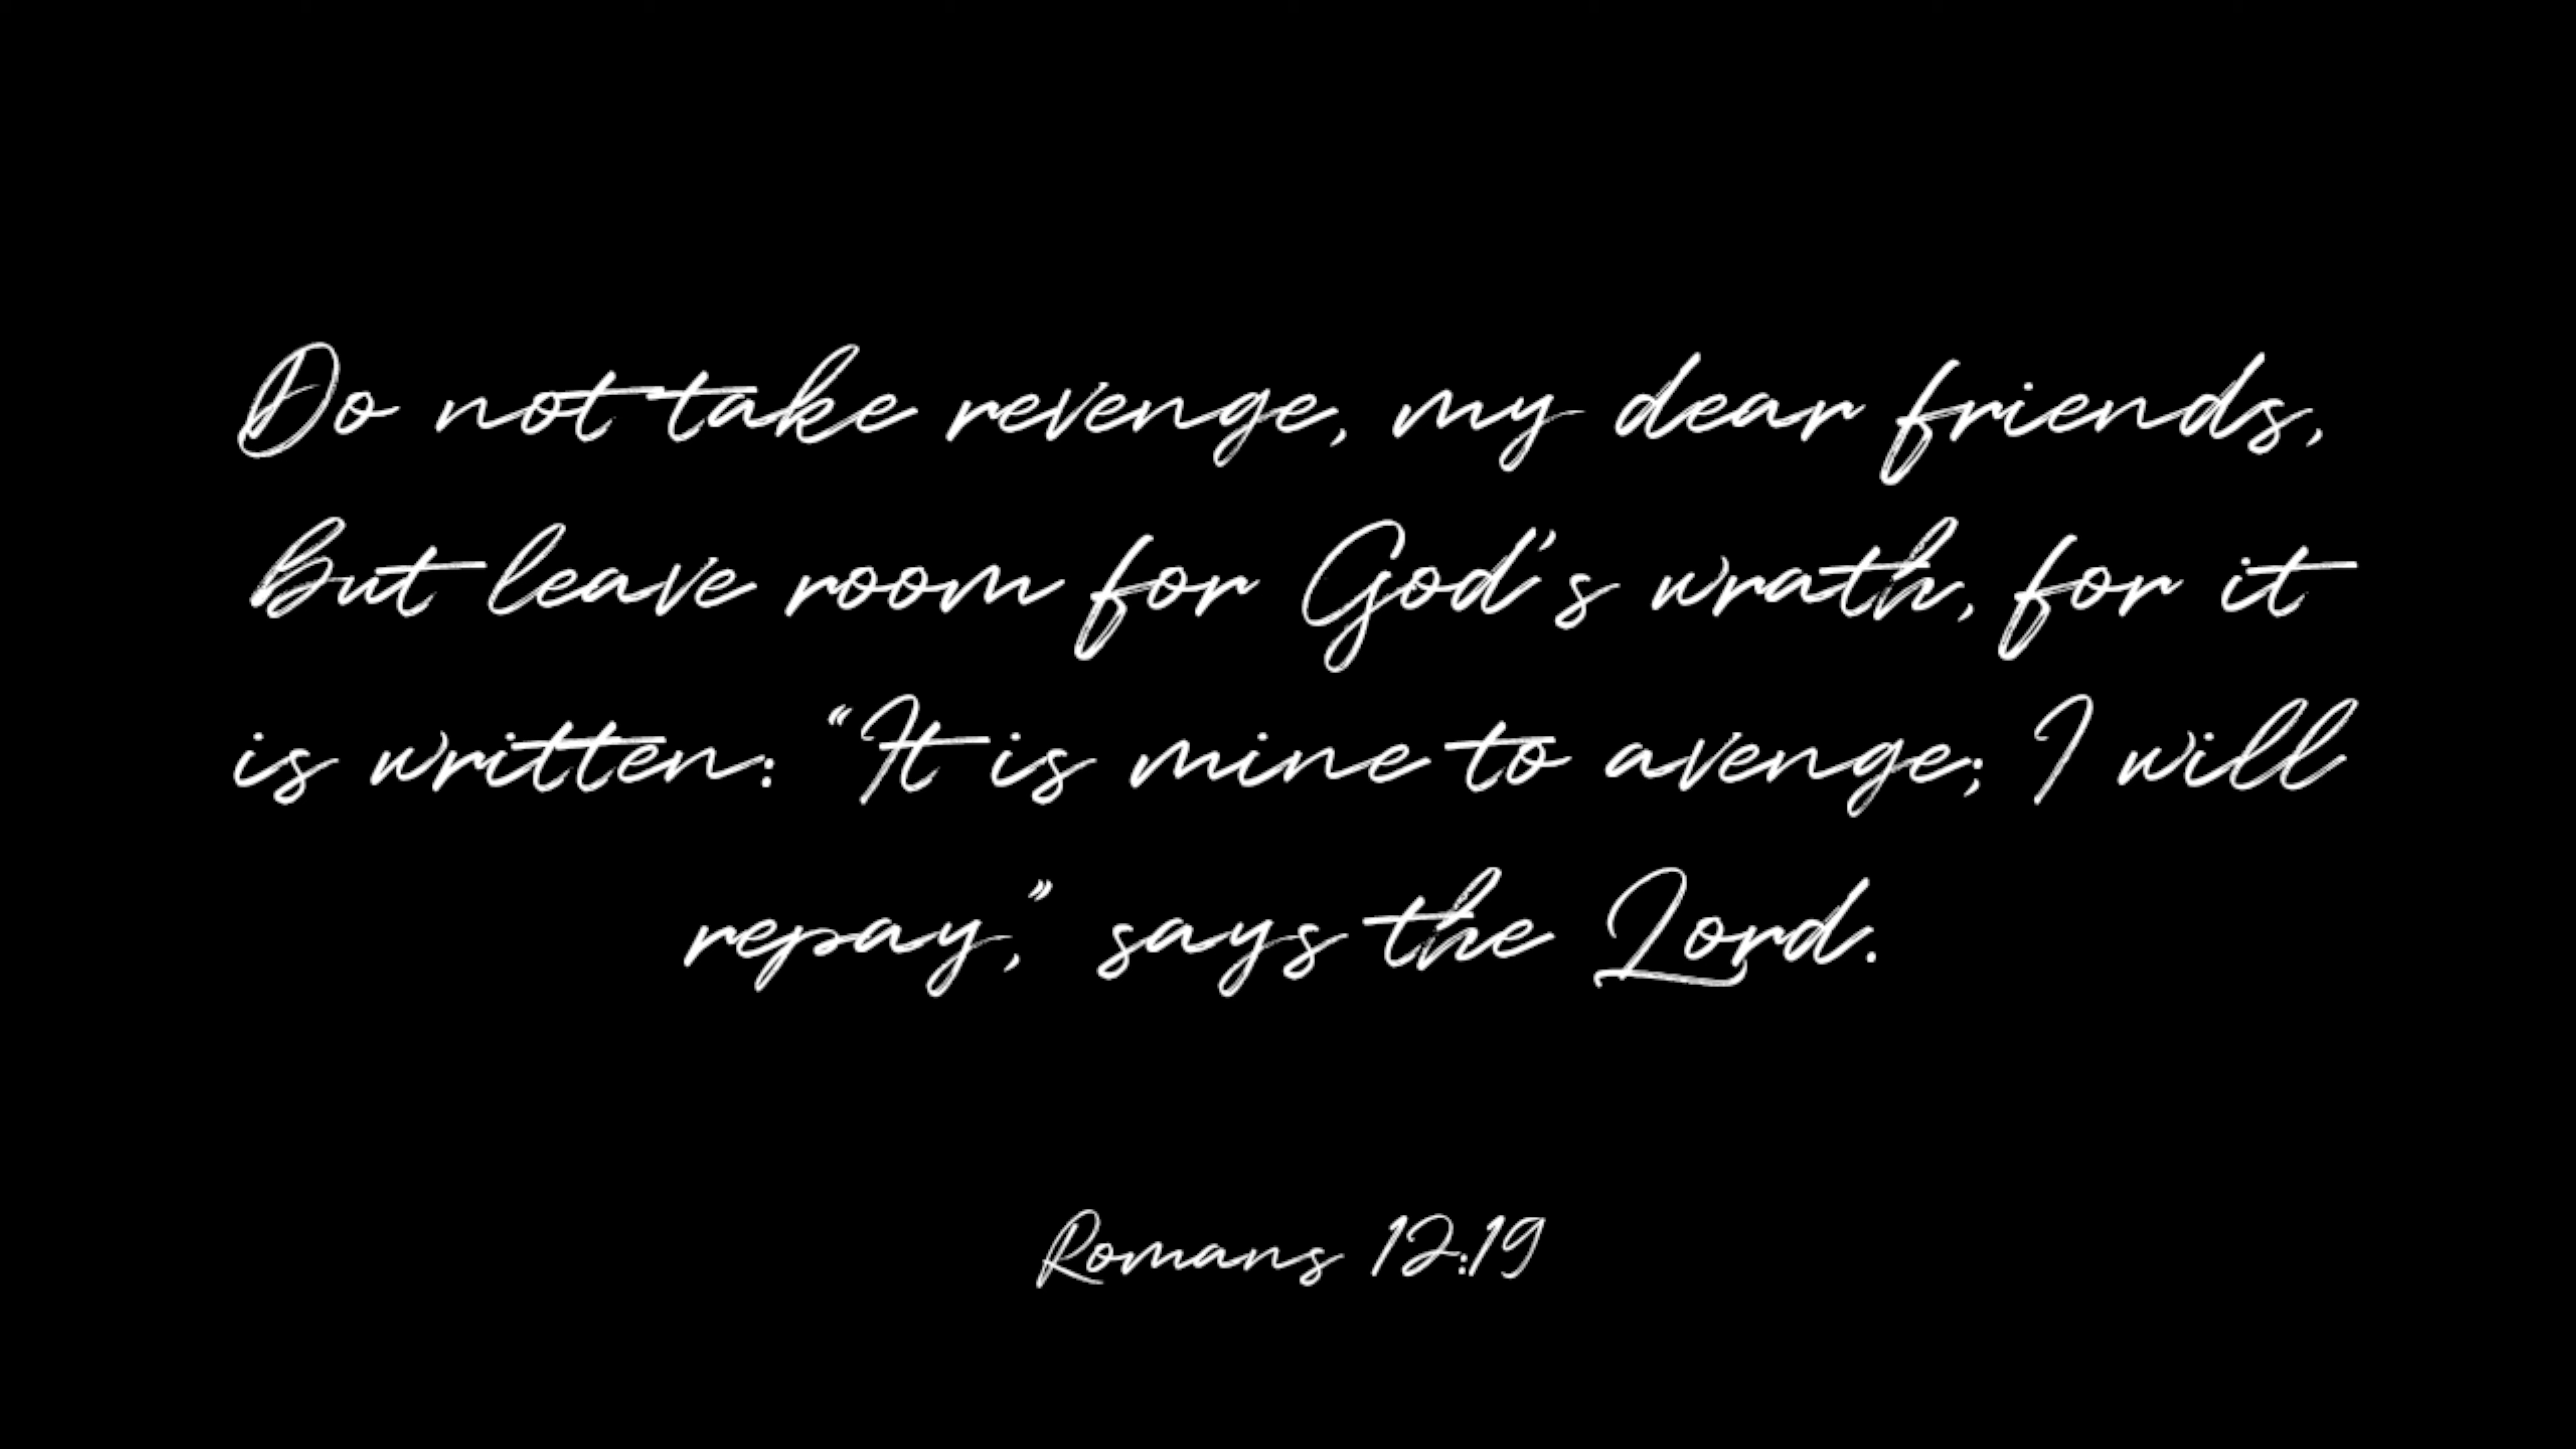 Do not take revenge, my dear friends,
but leave room for God's wrath, for it
is written: “It is mine to avenge; I will
repay,” says the Lord.
Romans 12:19